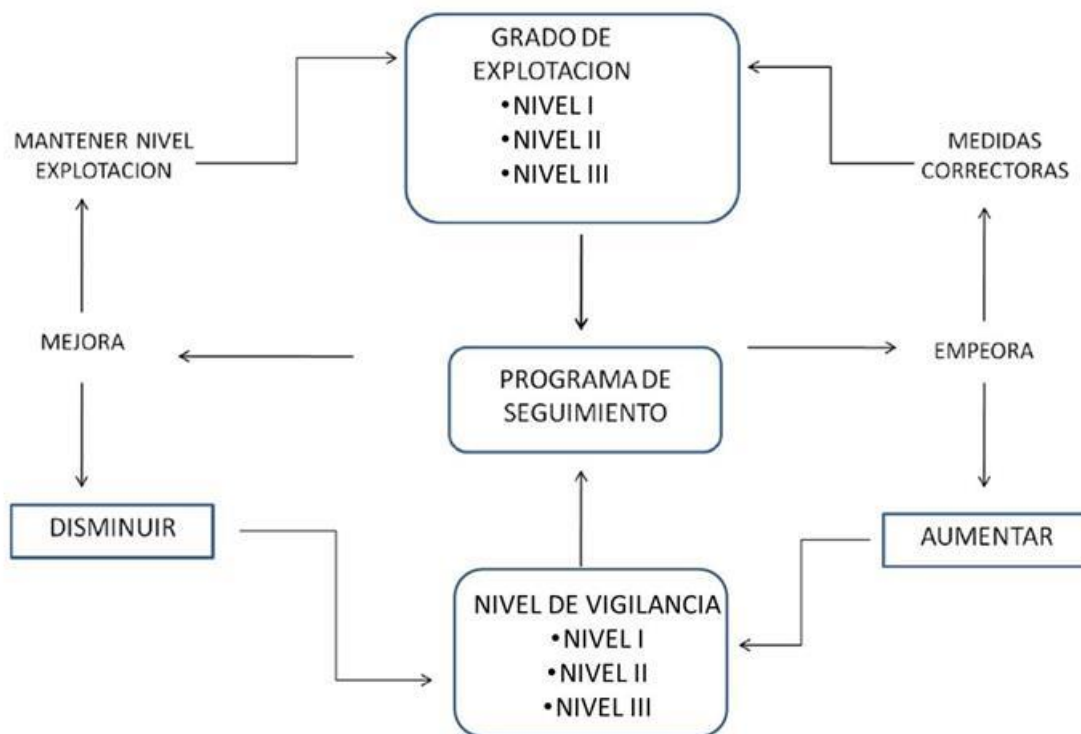 GRADO DE
EXPLOTACION
•NIVEL I
•NIVEL II
•NIVEL III
MANTENER NIVEL
EXPLOTACION
MEDIDAS
CORRECTORAS
MEJORA
PROGRAMA DE
SEGUIMIENTO
EMPEORA
DISMINUIR
AUMENTAR
NIVEL DE VIGILANCIA
•NIVEL I
•NIVEL II
•NIVEL III